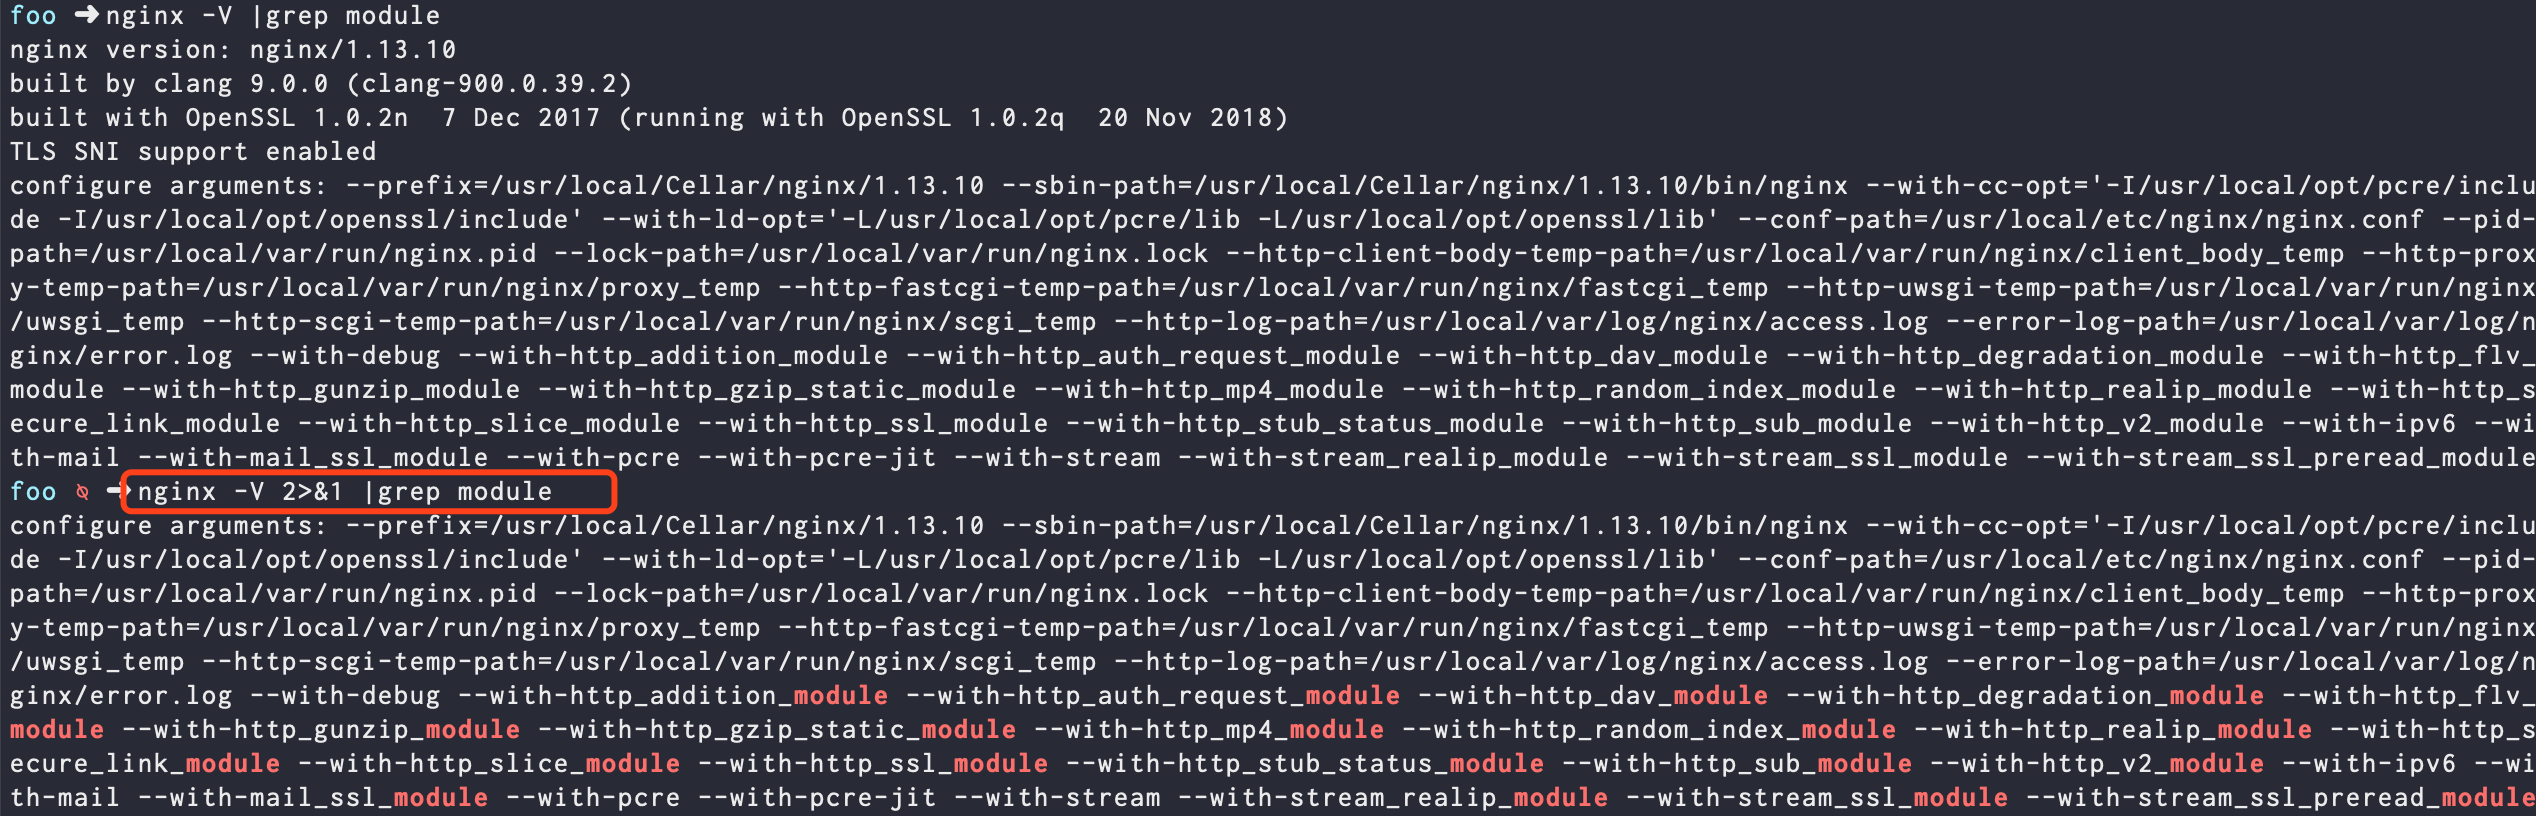 foo ➜ nginx -V |grep module
nginx version: nginx/1.13.10
built by clang 9.0.0 (clang-900.0.39.2)
built with OpenSSL 1.0.2n  7 Dec 2017 (running with OpenSSL 1.0.2q  20 Nov 2018)
TLS SNI support enabled
configure arguments: --prefix=/usr/local/Cellar/nginx/1.13.10 --sbin-path=/usr/local/Cellar/nginx/1.13.10/bin/nginx --with-cc-opt='-I/usr/local/opt/pcre/inclu
de -I/usr/local/opt/openssl/include' --with-ld-opt='-L/usr/local/opt/pcre/lib -L/usr/local/opt/openssl/lib' --conf-path=/usr/local/etc/nginx/nginx.conf --pid-
path=/usr/local/var/run/nginx.pid --lock-path=/usr/local/var/run/nginx.lock --http-client-body-temp-path=/usr/local/var/run/nginx/client_body_temp --http-prox
y-temp-path=/usr/local/var/run/nginx/proxy_temp --http-fastcgi-temp-path=/usr/local/var/run/nginx/fastcgi_temp --http-uwsgi-temp-path=/usr/local/var/run/nginx
/uwsgi_temp --http-scgi-temp-path=/usr/local/var/run/nginx/scgi_temp --http-log-path=/usr/local/var/log/nginx/access.log --error-log-path=/usr/local/var/log/n
ginx/error.log --with-debug --with-http_addition_module --with-http_auth_request_module --with-http_dav_module --with-http_degradation_module --with-http_flv_
module --with-http_gunzip_module --with-http_gzip_static_module --with-http_mp4_module --with-http_random_index_module --with-http_realip_module --with-http_s
ecure_link_module --with-http_slice_module --with-http_ssl_module --with-http_stub_status_module --with-http_sub_module --with-http_v2_module --with-ipv6 --wi
th-mail --with-mail_ssl_module --with-pcre --with-pcre-jit --with-stream --with-stream_realip_module --with-stream_ssl_module --with-stream_ssl_preread_module
foo ⍉ ➜ nginx -V 2>&1 |grep module
configure arguments: --prefix=/usr/local/Cellar/nginx/1.13.10 --sbin-path=/usr/local/Cellar/nginx/1.13.10/bin/nginx --with-cc-opt='-I/usr/local/opt/pcre/inclu
de -I/usr/local/opt/openssl/include' --with-ld-opt='-L/usr/local/opt/pcre/lib -L/usr/local/opt/openssl/lib' --conf-path=/usr/local/etc/nginx/nginx.conf --pid-
path=/usr/local/var/run/nginx.pid --lock-path=/usr/local/var/run/nginx.lock --http-client-body-temp-path=/usr/local/var/run/nginx/client_body_temp --http-prox
y-temp-path=/usr/local/var/run/nginx/proxy_temp --http-fastcgi-temp-path=/usr/local/var/run/nginx/fastcgi_temp --http-uwsgi-temp-path=/usr/local/var/run/nginx
/uwsgi_temp --http-scgi-temp-path=/usr/local/var/run/nginx/scgi_temp --http-log-path=/usr/local/var/log/nginx/access.log --error-log-path=/usr/local/var/log/n
ginx/error.log --with-debug --with-http_addition_module --with-http_auth_request_module --with-http_dav_module --with-http_degradation_module --with-http_flv_
module --with-http_gunzip_module --with-http_gzip_static_module --with-http_mp4_module --with-http_random_index_module --with-http_realip_module --with-http_s
ecure_link_module --with-http_slice_module --with-http_ssl_module --with-http_stub_status_module --with-http_sub_module --with-http_v2_module --with-ipv6 --wi
th-mail --with-mail_ssl_module --with-pcre --with-pcre-jit --with-stream --with-stream_realip_module --with-stream_ssl_module --with-stream_ssl_preread_module